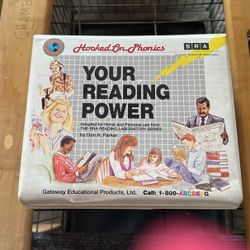 Hooked On Phonics
SRA
YOUR
READING
POWER
Adapted for Home and Personal use from
THE SRA READING LABORATORY SERIES
by Don H. Parker
Gateway Educational Products, Ltd. Call: 1-800-ABCDEFG